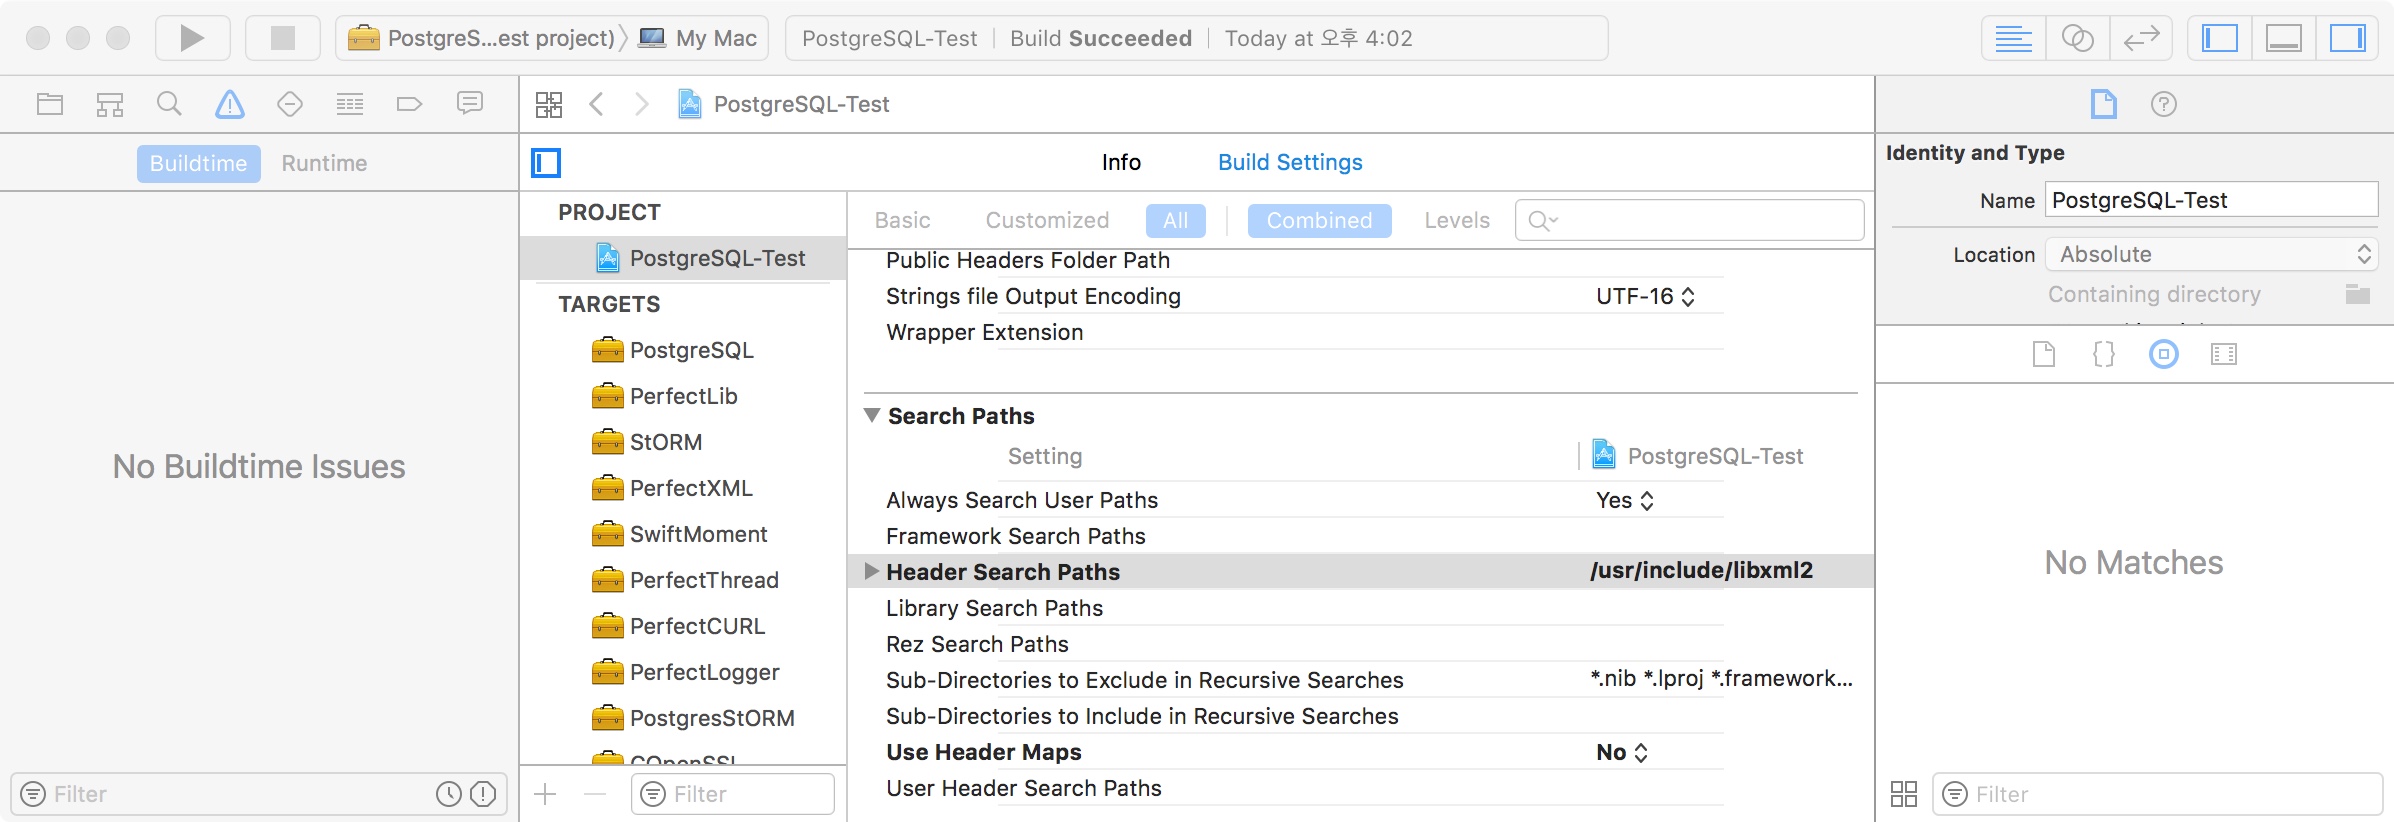 PostgreS...est project) My Mac
PostgreSQL-Test Build Succeeded Today at 오후 4:02
PostgreSQL-Test
Buildtime Runtime
No Buildtime Issues
Filter
Info Build Settings
PROJECT
PostgreSQL-Test
TARGETS
PostgreSQL
PerfectLib
StORM
PerfectXML
SwiftMoment
PerfectThread
PerfectCURL
PerfectLogger
PostgresStORM
COpenSSL
Filter
Basic Customized All Combined Levels
Public Headers Folder Path
Strings file Output Encoding UTF-16
Wrapper Extension
Search Paths
Setting PostgreSQL-Test
Always Search User Paths Yes
Framework Search Paths
Header Search Paths /usr/include/libxml2
Library Search Paths
Rez Search Paths
Sub-Directories to Exclude in Recursive Searches *.nib *.lproj *.framework...
Sub-Directories to Include in Recursive Searches
Use Header Maps No
User Header Search Paths
Identity and Type
Name PostgreSQL-Test
Location Absolute
Containing directory
No Matches
Filter